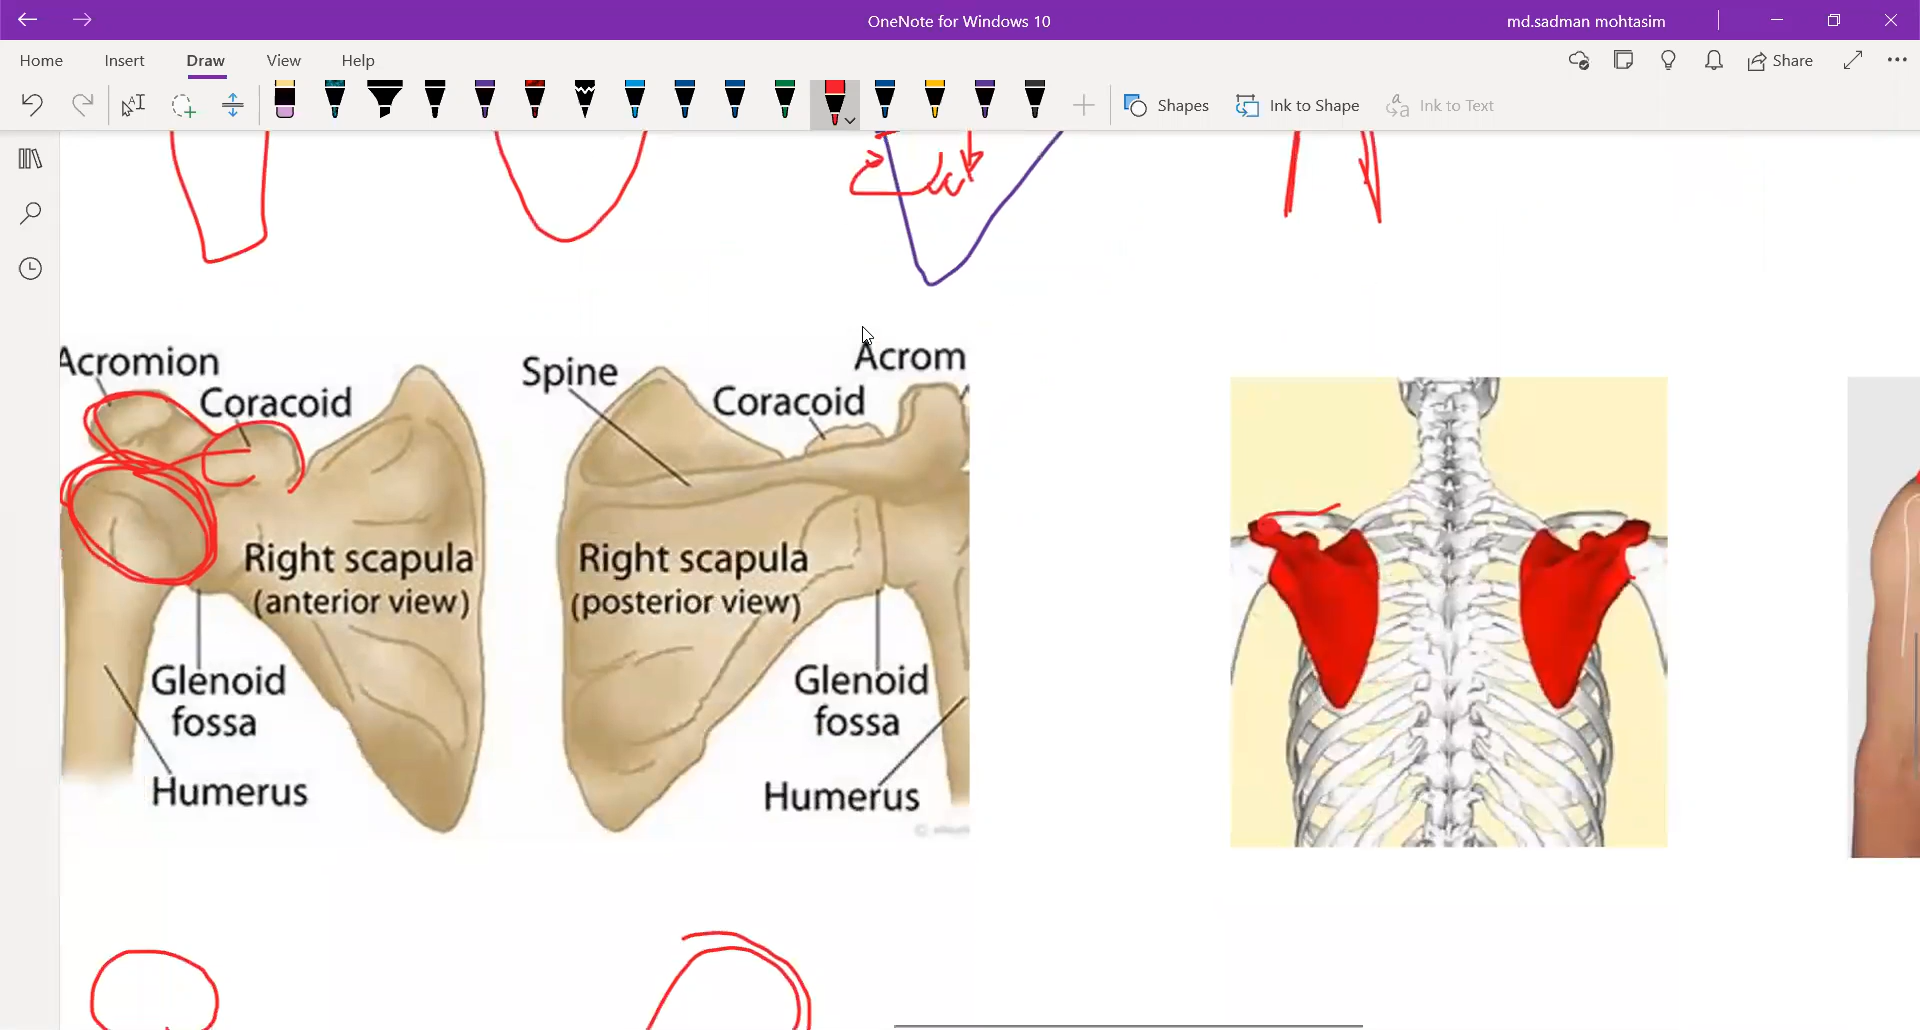 OneNote for Windows 10
md.sadman mohtasim
Home Insert Draw View Help
Share
Shapes
Ink to Shape
Ink to Text
Acromion
Coracoid
Right scapula
(anterior view)
Glenoid
fossa
Humerus
Spine
Acrom
Coracoid
Right scapula
(posterior view)
Glenoid
fossa
Humerus